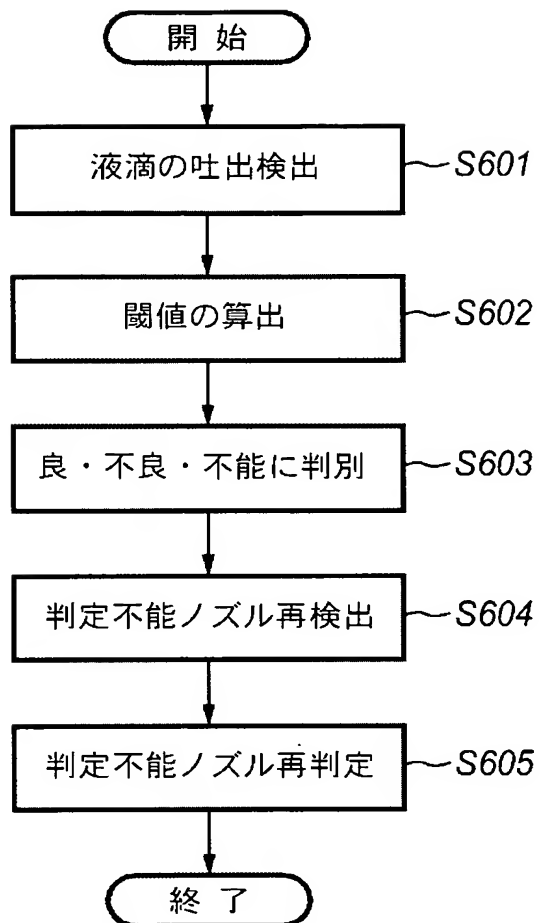 開始
液滴の吐出検出 S601
閾値の算出 S602
良・不良・不能に判別 S603
判定不能ノズル再検出 S604
判定不能ノズル再判定 S605
終了